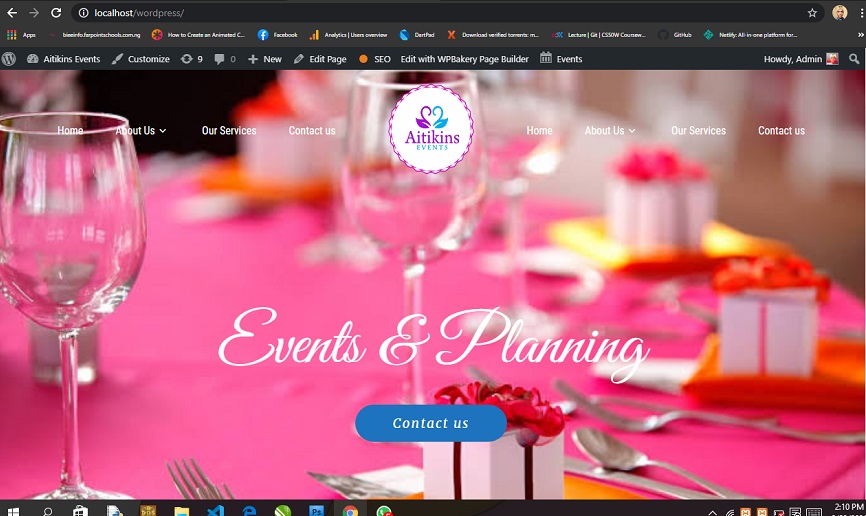 localhost/wordpress/
Apps bieeinfo.farpointschools.com.ng How to Create an Animated C... Facebook Analytics | Users overview DartPad Download verified torrents: m... Lecture | Git | CS50W Coursew... GitHub Netlify: All-in-one platform for... »
Aitikins Events Customize 9 0 + New Edit Page SEO Edit with WPBakery Page Builder Events Howdy, Admin
Home About Us Our Services Contact us Aitikins EVENTS Home About Us Our Services Contact us
Events & Planning
Contact us
2:10 PM